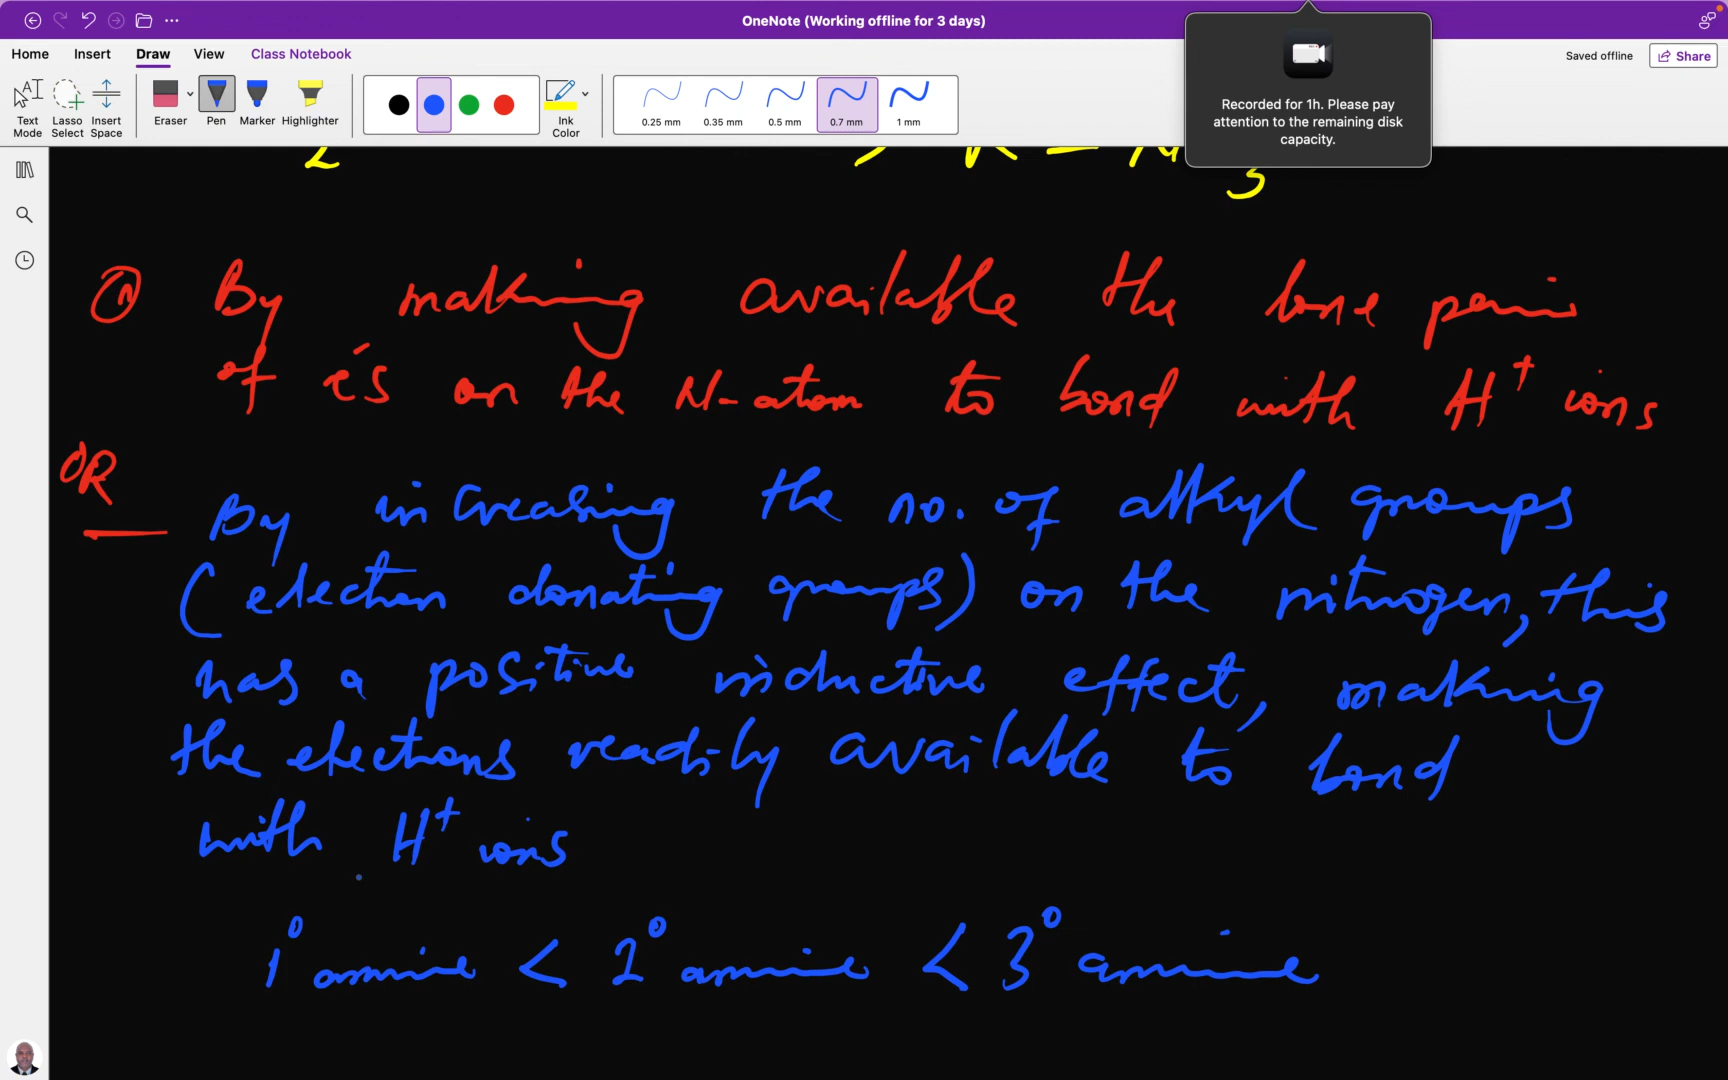 OneNote (Working offline for 3 days)
Home Insert Draw View Class Notebook
Saved offline
Share
Text Mode
Lasso Select
Insert Space
Eraser
Pen
Marker
Highlighter
Ink Color
0.25 mm
0.35 mm
0.5 mm
0.7 mm
1 mm
Recorded for 1h. Please pay
attention to the remaining disk
capacity.
① By making available the lone pair
of e⁻s on the N-atom to bond with H⁺ ions
OR
By increasing the no. of alkyl groups
(electron donating groups) on the nitrogen, this
has a positive inductive effect, making
the electrons readily available to bond
with H⁺ ions
1⁰ amine < 2⁰ amine < 3⁰ amine